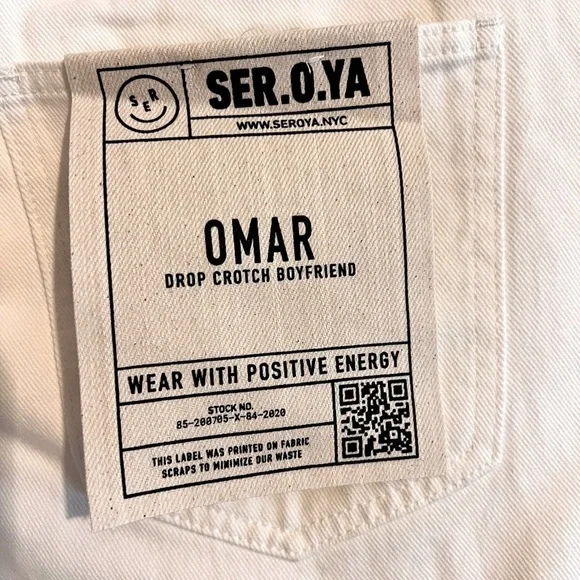 SER
SER.O.YA
WWW.SEROYA.NYC
OMAR
DROP CROTCH BOYFRIEND
WEAR WITH POSITIVE ENERGY
STOCK NO.
85-200705-X-84-2020
THIS LABEL WAS PRINTED ON FABRIC
SCRAPS TO MINIMIZE OUR WASTE